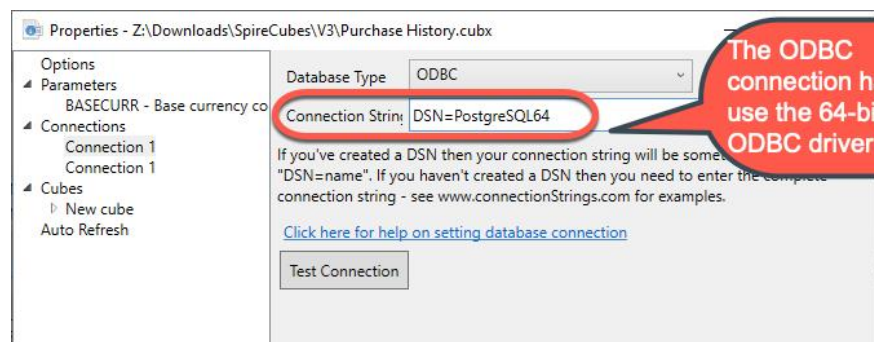 Properties - Z:\Downloads\SpireCubes\V3\Purchase History.cubx
Options
Parameters
BASECURR - Base currency co
Connections
Connection 1
Connection 1
Cubes
New cube
Auto Refresh
Database Type ODBC
Connection String DSN=PostgreSQL64
If you've created a DSN then your connection string will be
"DSN=name". If you haven't created a DSN then you need to enter the complete
connection string - see www.connectionStrings.com for examples.
Click here for help on setting database connection
Test Connection
The ODBC
connection
use the 64-bi
ODBC driver